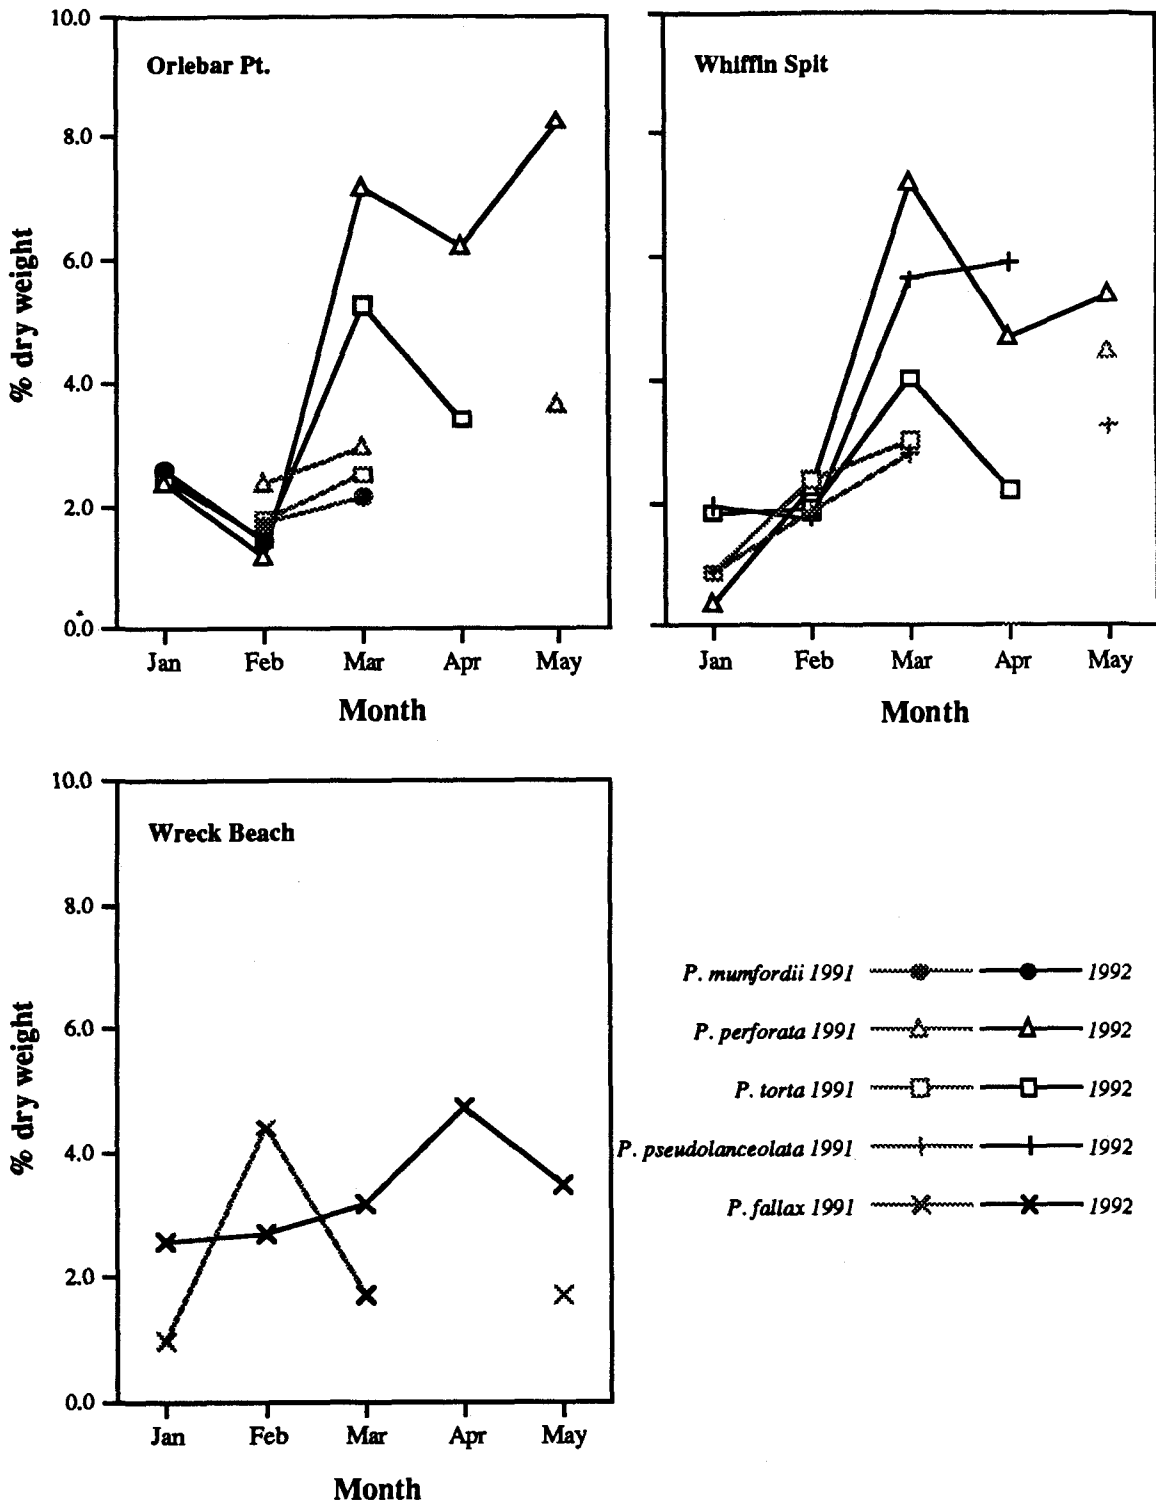 10.0
Orlebar Pt.
8.0
6.0
4.0
2.0
0.0
% dry weight
Jan Feb Mar Apr May
Month
Whiffin Spit
Jan Feb Mar Apr May
Month
10.0
Wreck Beach
8.0
6.0
4.0
2.0
0.0
% dry weight
Jan Feb Mar Apr May
Month
P. mumfordii 1991 1992
P. perforata 1991 1992
P. torta 1991 1992
P. pseudolanceolata 1991 1992
P. fallax 1991 1992